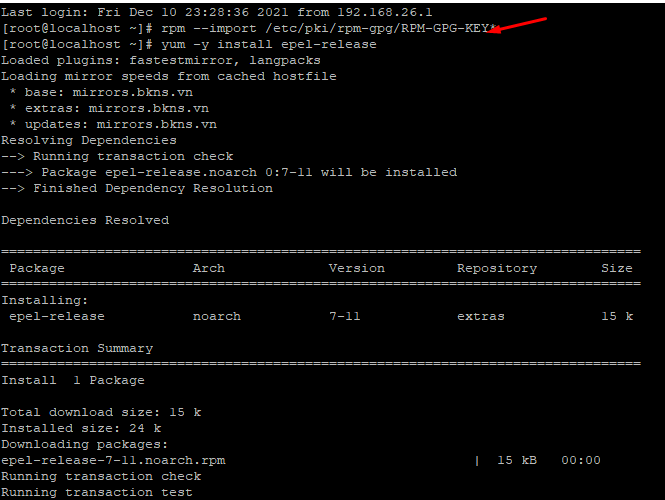 Last login: Fri Dec 10 23:28:36 2021 from 192.168.26.1
[root@localhost ~]# rpm --import /etc/pki/rpm-gpg/RPM-GPG-KEY*
[root@localhost ~]# yum -y install epel-release
Loaded plugins: fastestmirror, langpacks
Loading mirror speeds from cached hostfile
 * base: mirrors.bkns.vn
 * extras: mirrors.bkns.vn
 * updates: mirrors.bkns.vn
Resolving Dependencies
--> Running transaction check
---> Package epel-release.noarch 0:7-11 will be installed
--> Finished Dependency Resolution

Dependencies Resolved

================================================================================
 Package                Arch             Version         Repository        Size
================================================================================
Installing:
 epel-release           noarch           7-11            extras            15 k

Transaction Summary
================================================================================
Install  1 Package

Total download size: 15 k
Installed size: 24 k
Downloading packages:
epel-release-7-11.noarch.rpm                               |  15 kB   00:00
Running transaction check
Running transaction test